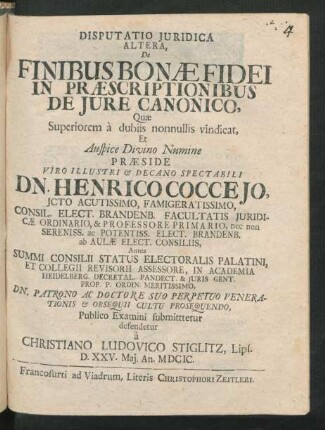 DISPUTATIO JURIDICA
ALTERA,
De
FINIBUS BONÆ FIDEI
IN PRÆSCRIPTIONIBUS
DE JURE CANONICO,
Quæ
Superiorem à dubiis nonnullis vindicat,
Et
Auspice Divino Numine
PRÆSIDE
VIRO ILLUSTRI & DECANO SPECTABILI
DN. HENRICO COCCEJO,
JCTO ACUTISSIMO, FAMIGERATISSIMO,
CONSIL. ELECT. BRANDENB. FACULTATIS JURIDI-
CÆ ORDINARIO, & PROFESSORE PRIMARIO, nec non
SERENISS. ac POTENTISS. ELECT. BRANDENB.
ab AULÆ ELECT. CONSILIIS,
Antea
SUMMI CONSILII STATUS ELECTORALIS PALATINI,
ET COLLEGII REVISORII ASSESSORE, IN ACADEMIA
HEIDELBERG. DECRETAL. PANDECT. & JURIS GENT.
PROP. P. ORDIN. MERITISSIMO,
DN. PATRONO AC DOCTORE SUO PERPETUO VENERA-
TIONIS & OBSEQUII CULTU PROSEQUENDO,
Publico Examini submittetur
defendetur
à
CHRISTIANO LUDOVICO STIGLITZ, Lips.
D. XXV. Maj. An. MDCIC.
Francofurti ad Viadrum, Literis CHRISTOPHORI ZEITLERI.